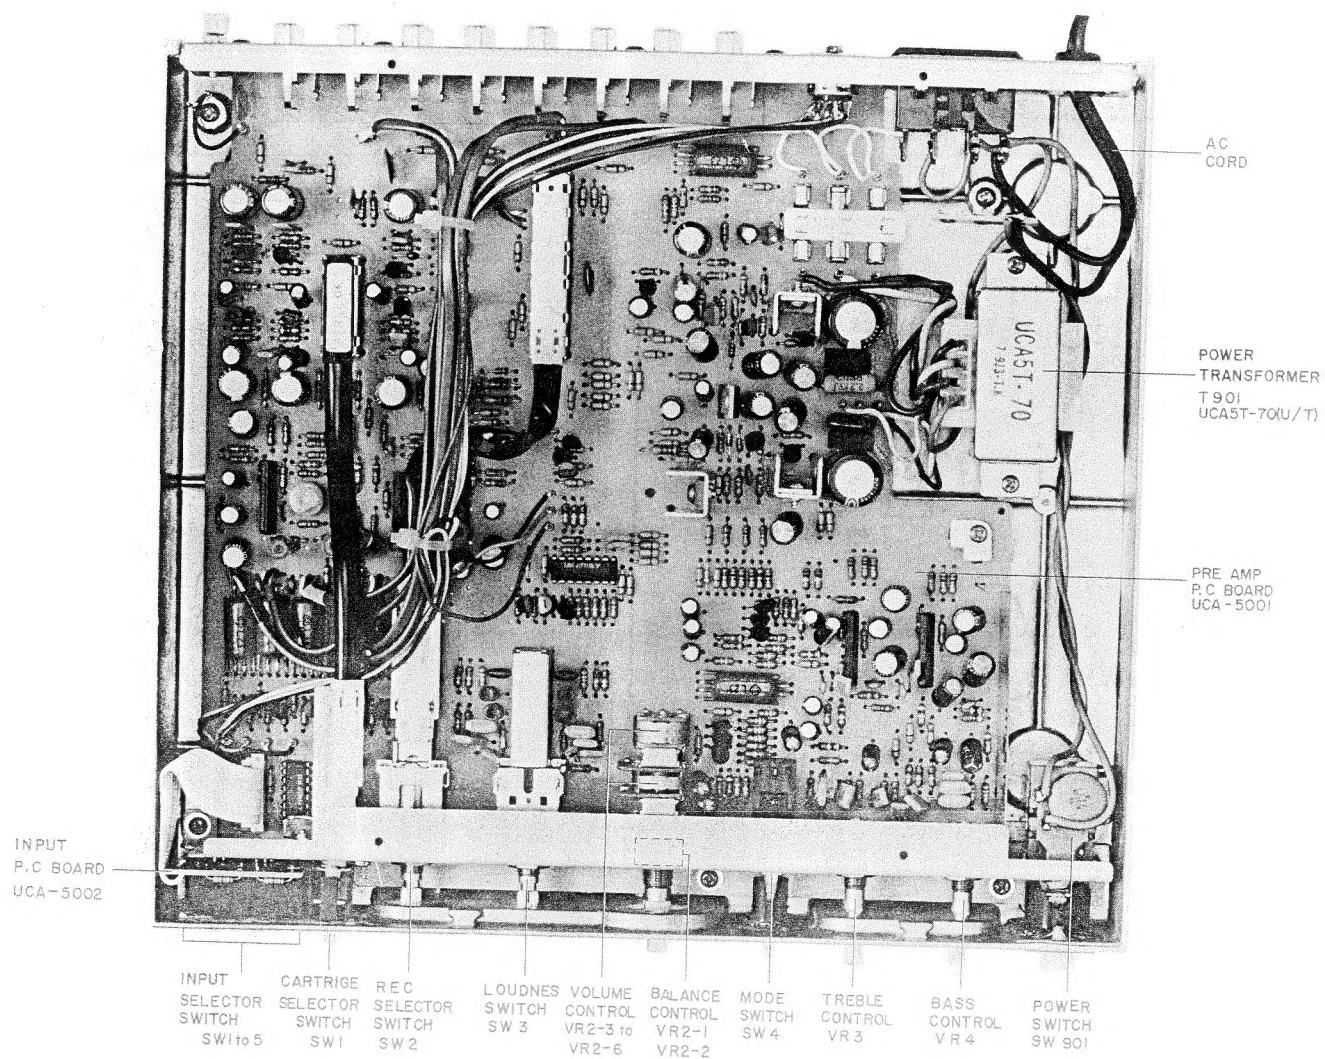 AC
CORD
UCA5T-70
POWER
TRANSFORMER
T901
UCA5T-70(U/T)
PRE AMP
P.C BOARD
UCA-5001
INPUT
P.C BOARD
UCA-5002
INPUT
SELECTOR
SWITCH
SW1to5
CARTRIGE
SELECTOR
SWITCH
SW1
REC
SELECTOR
SWITCH
SW2
LOUDNES
SWITCH
SW3
VOLUME
CONTROL
VR2-3 to
VR2-6
BALANCE
CONTROL
VR2-1
VR2-2
MODE
SWITCH
SW4
TREBLE
CONTROL
VR3
BASS
CONTROL
VR4
POWER
SWITCH
SW 901